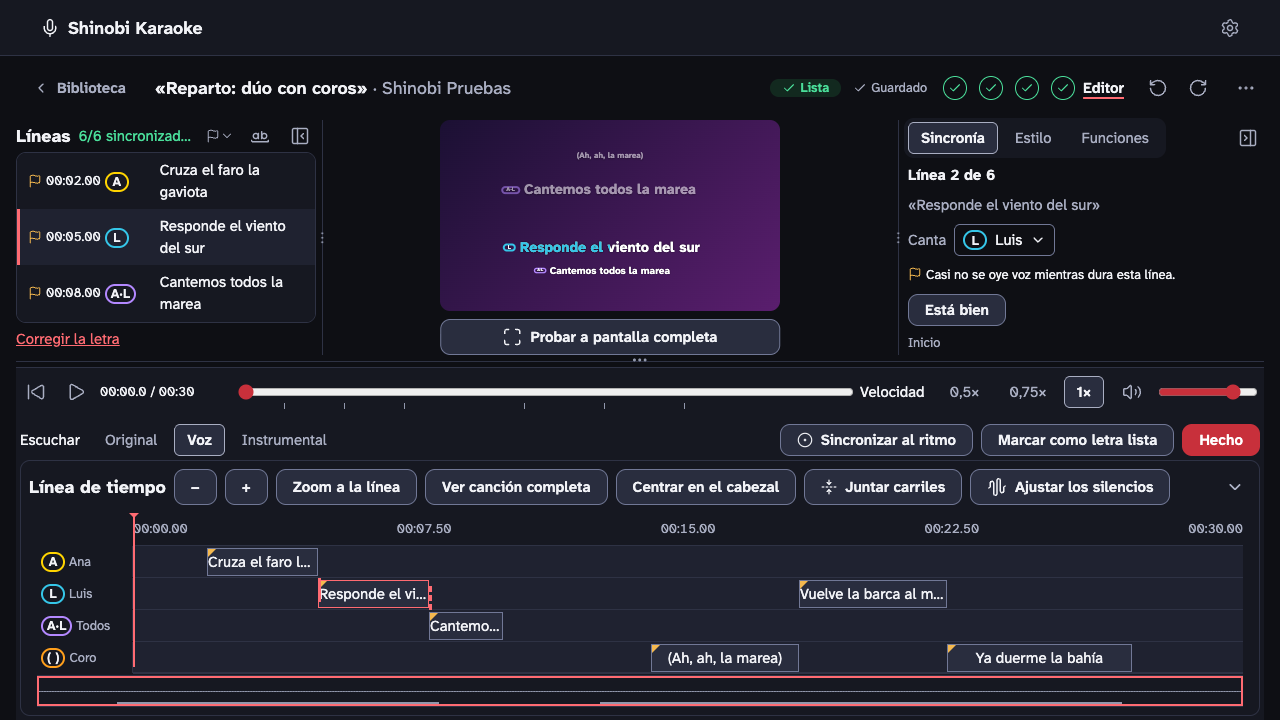 Shinobi Karaoke
Biblioteca
«Reparto: dúo con coros» · Shinobi Pruebas
Lista
Guardado
Editor
Líneas 6/6 sincronizad...
ab
00:02.00 A Cruza el faro la
gaviota
00:05.00 L Responde el viento
del sur
00:08.00 A·L Cantemos todos la
marea
Corregir la letra
(Ah, ah, la marea)
A·L Cantemos todos la marea
L Responde el viento del sur
A·L Cantemos todos la marea
Probar a pantalla completa
Sincronía Estilo Funciones
Línea 2 de 6
«Responde el viento del sur»
Canta L Luis
Casi no se oye voz mientras dura esta línea.
Está bien
Inicio
00:00.0 / 00:30
Velocidad 0,5× 0,75× 1×
Escuchar Original Voz Instrumental
Sincronizar al ritmo Marcar como letra lista Hecho
Línea de tiempo − + Zoom a la línea Ver canción completa Centrar en el cabezal Juntar carriles Ajustar los silencios
00:00.00 00:07.50 00:15.00 00:22.50 00:30.00
A Ana Cruza el faro l...
L Luis Responde el vi... Vuelve la barca al m...
A·L Todos Cantemo...
( ) Coro (Ah, ah, la marea) Ya duerme la bahía